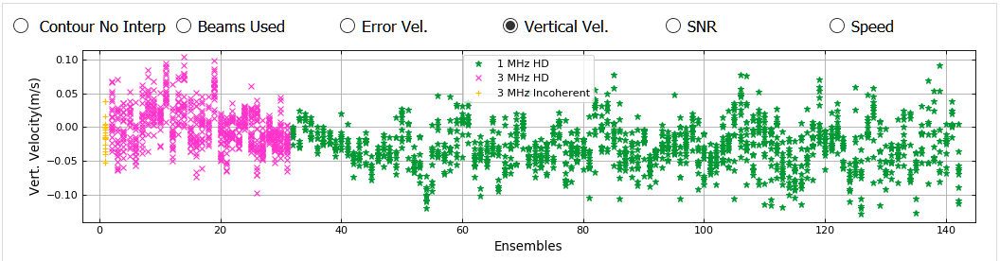 Contour No Interp Beams Used Error Vel. Vertical Vel. SNR Speed
1 MHz HD
3 MHz HD
3 MHz Incoherent
Vert. Velocity(m/s)
0.10
0.05
0.00
−0.05
−0.10
0 20 40 60 80 100 120 140
Ensembles